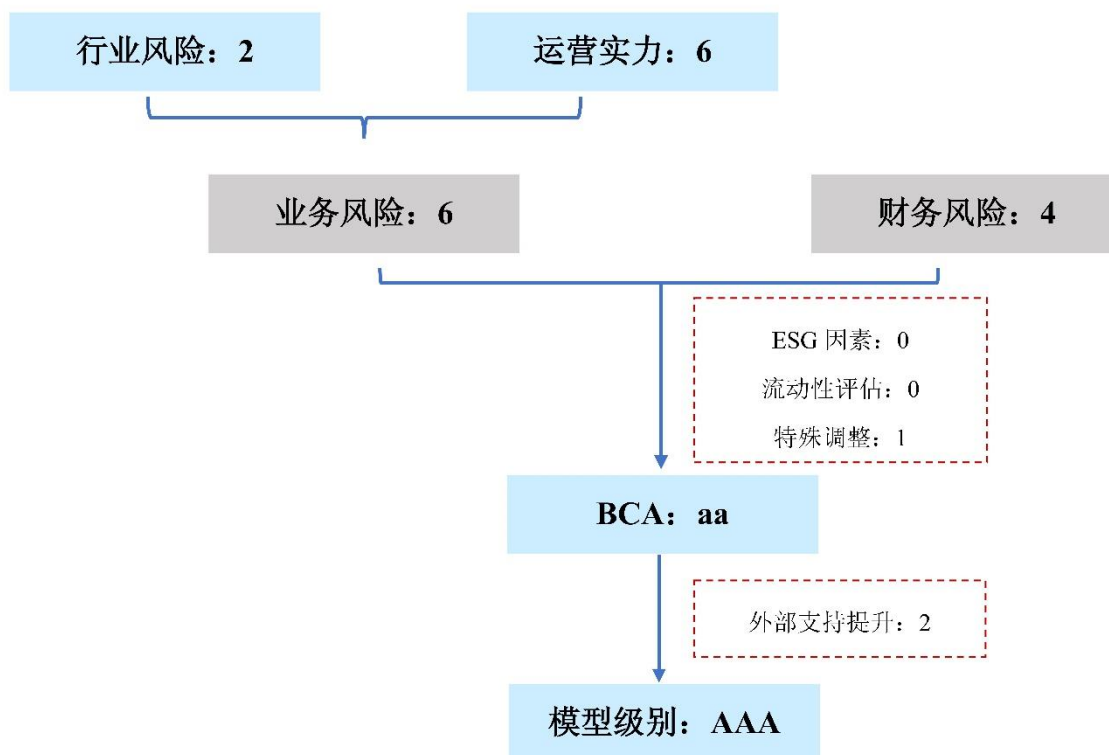 行业风险：2
运营实力：6
业务风险：6
财务风险：4
ESG 因素：0
流动性评估：0
特殊调整：1
BCA：aa
外部支持提升：2
模型级别：AAA